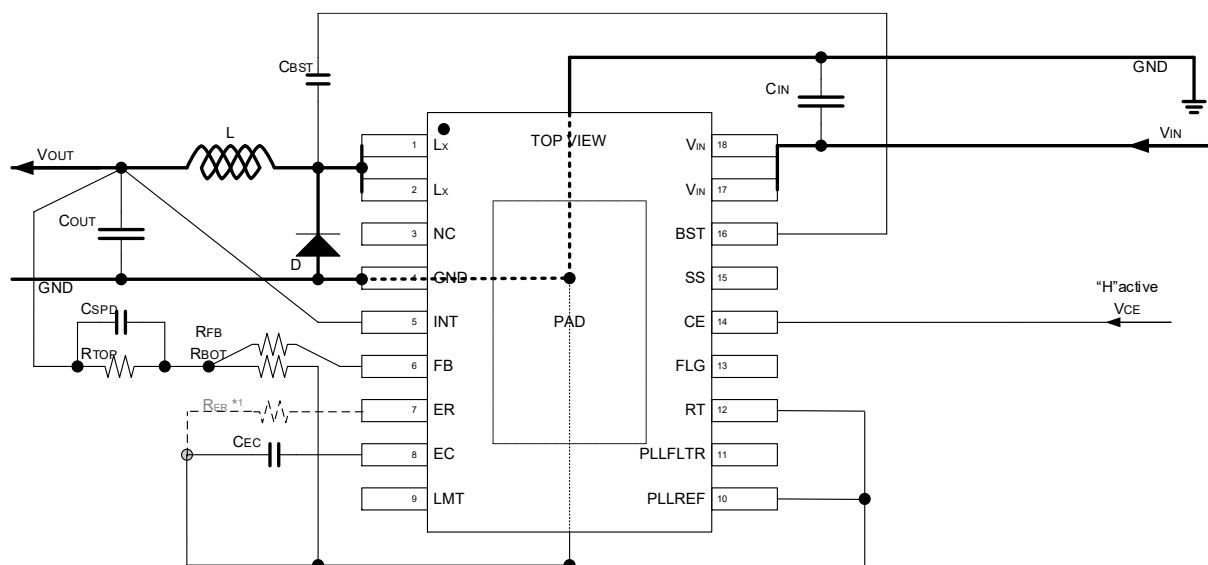 CBST
GND
CIN
L
VOUT
VIN
TOP VIEW
1 LX
18 VIN
2 LX
17 VIN
3 NC
16 BST
COUT
D
4 GND
15 SS
GND
PAD
5 INT
14 CE
“H”active
VCE
CSPD
RTOP
RFB
RBOT
6 FB
13 FLG
RER *1
7 ER
12 RT
CEC
8 EC
11 PLLFLTR
9 LMT
10 PLLREF